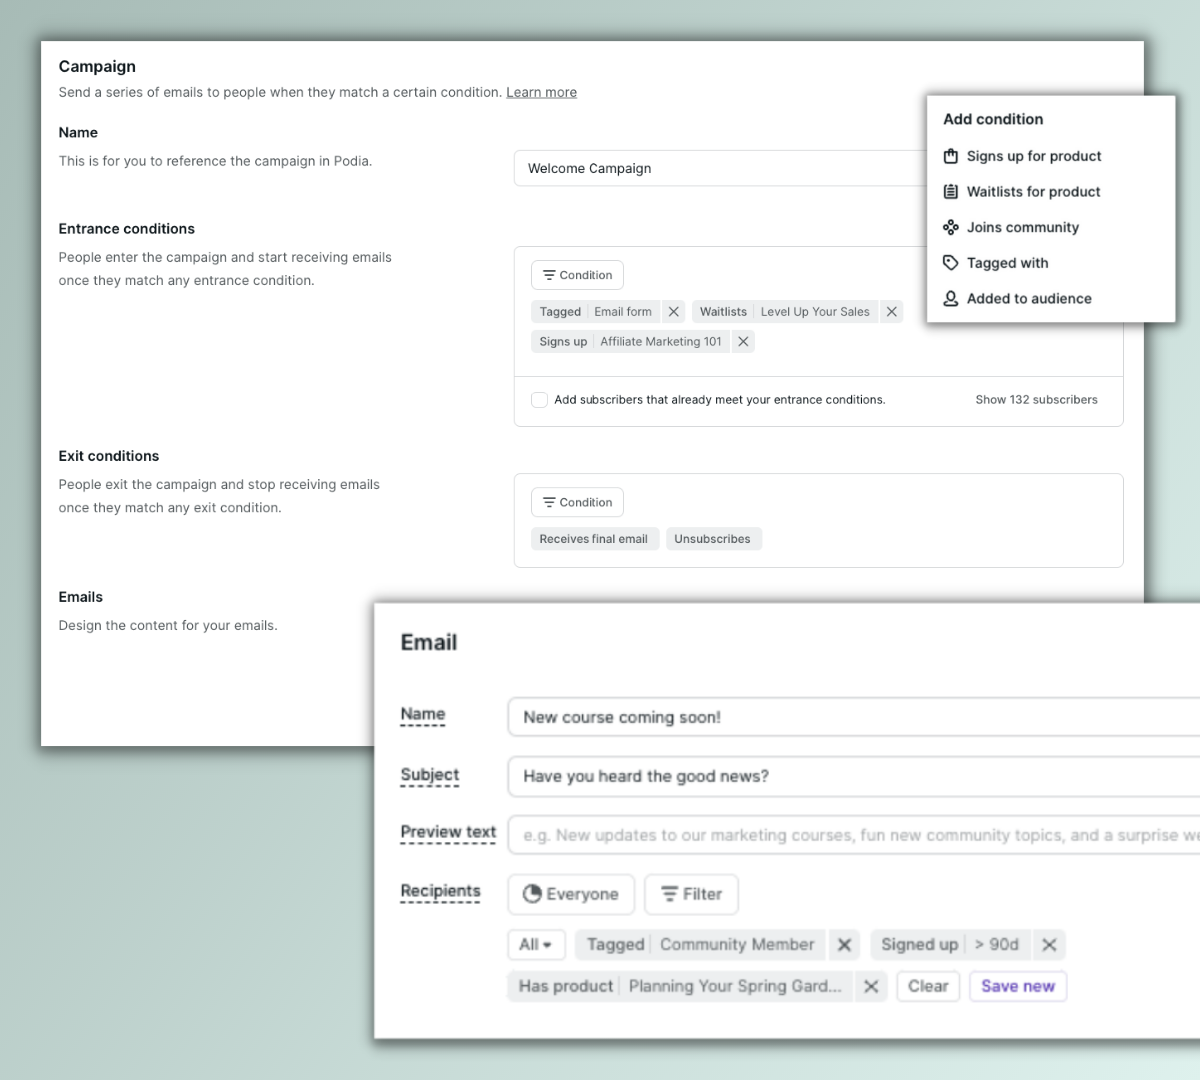 Campaign
Send a series of emails to people when they match a certain condition. Learn more
Name
This is for you to reference the campaign in Podia.
Welcome Campaign
Add condition
Signs up for product
Waitlists for product
Joins community
Tagged with
Added to audience
Entrance conditions
People enter the campaign and start receiving emails
once they match any entrance condition.
Condition
Tagged Email form Waitlists Level Up Your Sales
Signs up Affiliate Marketing 101
Add subscribers that already meet your entrance conditions. Show 132 subscribers
Exit conditions
People exit the campaign and stop receiving emails
once they match any exit condition.
Condition
Receives final email Unsubscribes
Emails
Design the content for your emails.
Email
Name New course coming soon!
Subject Have you heard the good news?
Preview text e.g. New updates to our marketing courses, fun new community topics, and a surprise
Recipients Everyone Filter
All Tagged Community Member Signed up > 90d
Has product Planning Your Spring Gard... Clear Save new